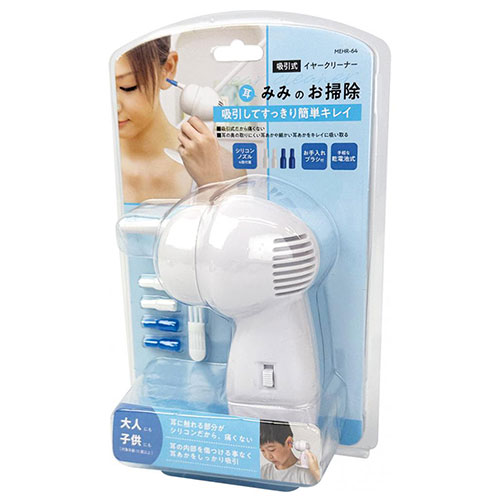 MEHR-64
吸引式 イヤークリーナー
耳 みみのお掃除
吸引してすっきり簡単キレイ
■吸引式だから痛くない
■耳の奥の取りにくい耳あかや細かい耳あかをキレイに吸い取る
シリコン
ノズル
お手入れ
ブラシ付
手軽な
乾電池式
大人にも
子供にも
耳に触れる部分が
シリコンだから、痛くない
耳の内部を傷つける事なく
耳あかをしっかり吸引